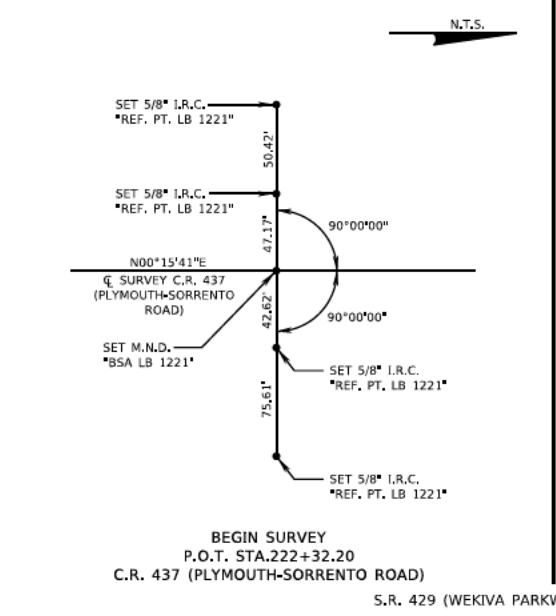 N.T.S.
SET 5/8" I.R.C.
"REF. PT. LB 1221"
50.42'
SET 5/8" I.R.C.
"REF. PT. LB 1221"
47.17'
90°00'00"
N00°15'41"E
℄ SURVEY C.R. 437
(PLYMOUTH-SORRENTO
ROAD)
42.62'
90°00'00"
SET M.N.D.
"BSA LB 1221"
SET 5/8" I.R.C.
"REF. PT. LB 1221"
75.61'
SET 5/8" I.R.C.
"REF. PT. LB 1221"
BEGIN SURVEY
P.O.T. STA.222+32.20
C.R. 437 (PLYMOUTH-SORRENTO ROAD)
S.R. 429 (WEKIVA